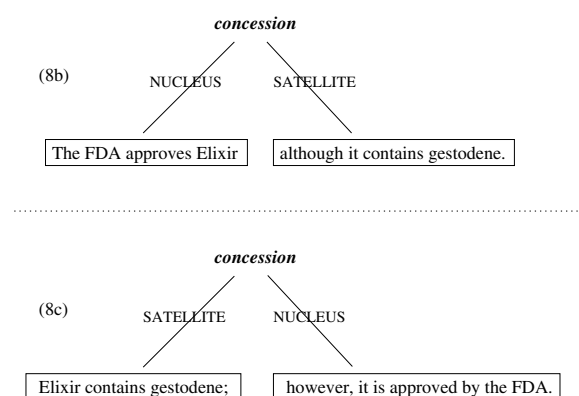 concession
(8b)
NUCLEUS SATELLITE
The FDA approves Elixir although it contains gestodene.
concession
(8c)
SATELLITE NUCLEUS
Elixir contains gestodene; however, it is approved by the FDA.